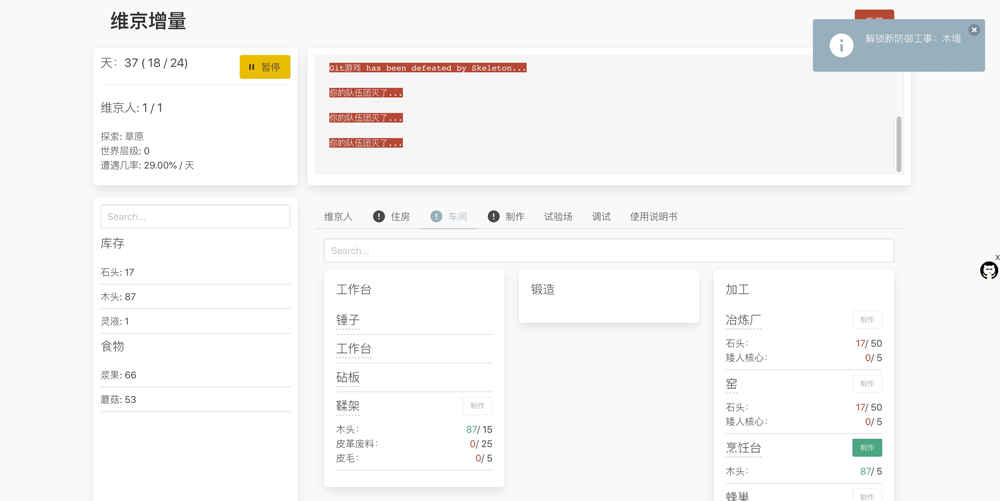 维京增量
解锁新防御工事：木墙
天：37 ( 18 / 24)
暂停
维京人: 1 / 1
探索: 草原
世界层级: 0
遭遇几率: 29.00% / 天
Git游戏 has been defeated by Skeleton...
你的队伍团灭了...
你的队伍团灭了...
你的队伍团灭了...
Search...
库存
石头: 17
木头: 87
灵液: 1
食物
浆果: 66
蘑菇: 53
维京人 住房 车间 制作 试验场 调试 使用说明书
Search...
工作台
锤子
工作台
砧板
鞣架 制作
木头: 87/ 15
皮革废料: 0/ 25
皮毛: 0/ 5
锻造
加工
冶炼厂 制作
石头: 17/ 50
矮人核心: 0/ 5
窑 制作
石头: 17/ 50
矮人核心: 0/ 5
烹饪台 制作
木头: 87/ 5
蜂巢 制作
x